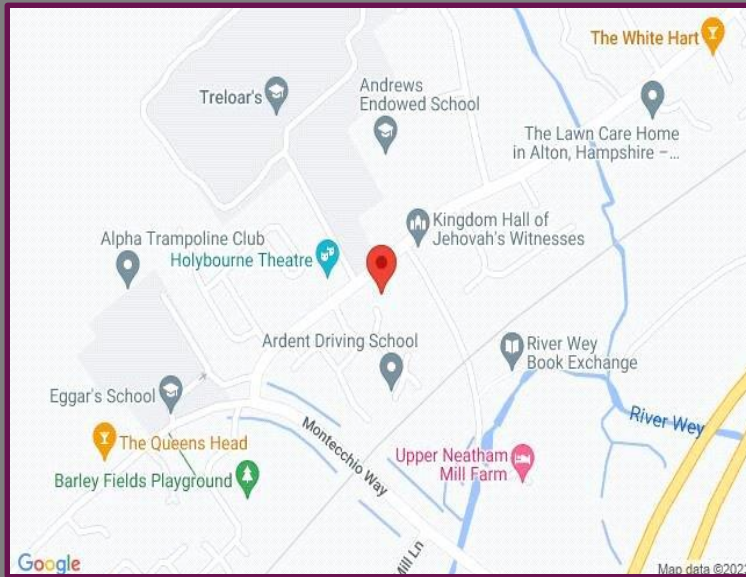 The White Hart
Treloar's
Andrews
Endowed School
The Lawn Care Home
in Alton, Hampshire –...
Kingdom Hall of
Jehovah's Witnesses
Alpha Trampoline Club
Holybourne Theatre
Ardent Driving School
River Wey
Book Exchange
Eggar's School
River Wey
The Queens Head
Montecchio Way
Upper Neatham
Mill Farm
Barley Fields Playground
Mill Ln
Google
Map data ©202